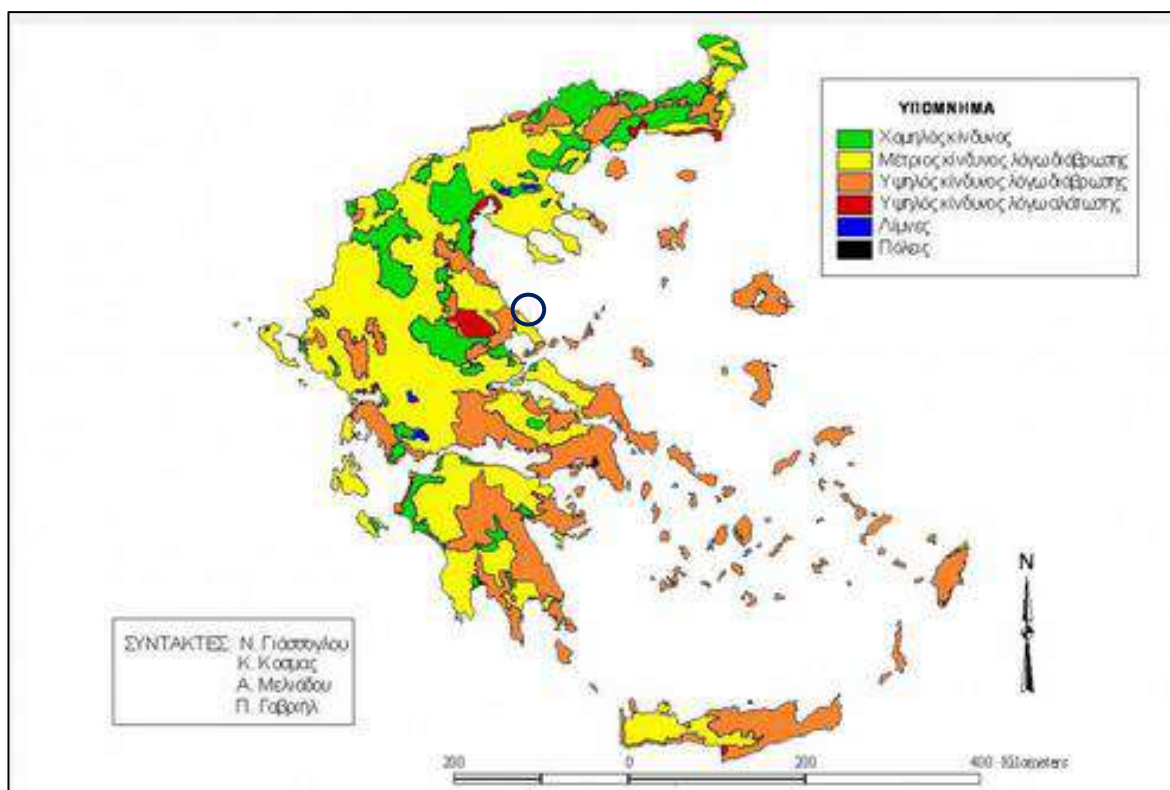 ΥΠΟΜΝΗΜΑ
Χαμηλός κίνδυνος
Μέτριος κίνδυνος λόγω διάβρωσης
Υψηλός κίνδυνος λόγω διάβρωσης
Υψηλός κίνδυνος λόγω αλάτωσης
Λίμνες
Πόλεις
N
ΣΥΝΤΑΚΤΕΣ: Ν. Γιάσσογλου
Κ. Κοσμας
Α. Μελιάδου
Π. Γαβριήλ
200 0 200 400 Kilometers